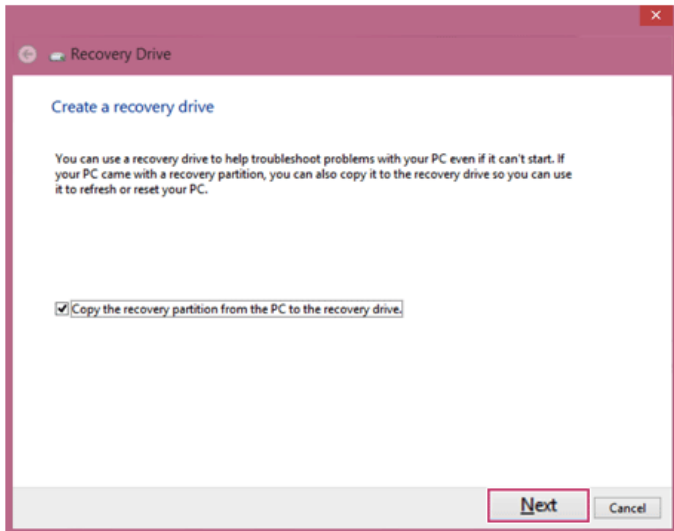 Recovery Drive
Create a recovery drive
You can use a recovery drive to help troubleshoot problems with your PC even if it can't start. If
your PC came with a recovery partition, you can also copy it to the recovery drive so you can use
it to refresh or reset your PC.
Copy the recovery partition from the PC to the recovery drive.
Next
Cancel